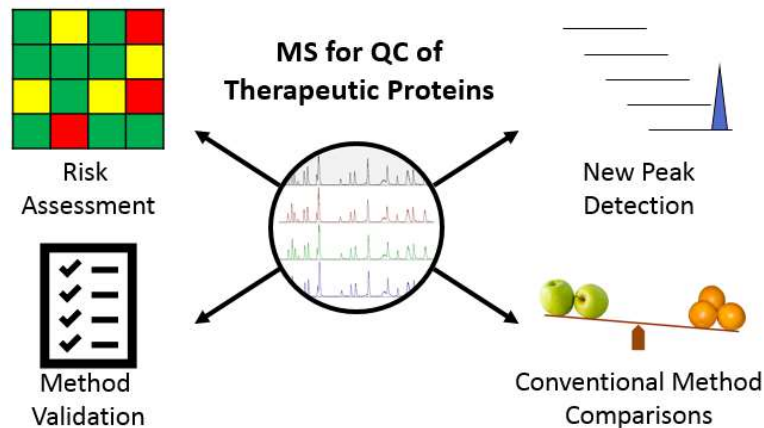 MS for QC of
Therapeutic Proteins
Risk
Assessment
New Peak
Detection
Method
Validation
Conventional Method
Comparisons